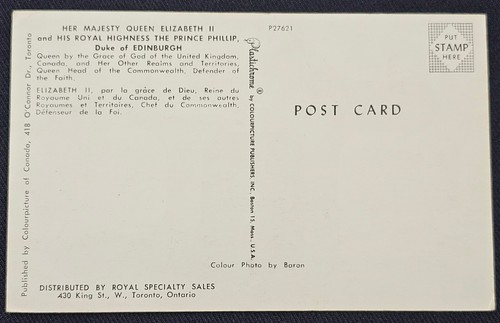 HER MAJESTY QUEEN ELIZABETH II
and HIS ROYAL HIGHNESS THE PRINCE PHILLIP,
Duke of EDINBURGH
Queen by the Grace of God of the United Kingdom,
Canada, and Her Other Realms and Territories,
Queen Head of the Commonwealth, Defender of
the Faith.
ELIZABETH II, par la grâce de Dieu, Reine du
Royaume Uni et du Canada, et de ses autres
Royaumes et Territoires, Chef du Commonwealth,
Défenseur de la Foi.
Published by Colourpicture of Canada, 418 O'Connor Dr., Toronto
DISTRIBUTED BY ROYAL SPECIALTY SALES
430 King St., W., Toronto, Ontario
P27621
Plastichrome ® by COLOURPICTURE PUBLISHERS, INC. Boston 15, Mass., U.S.A.
Colour Photo by Baron
PUT
STAMP
HERE
POST CARD